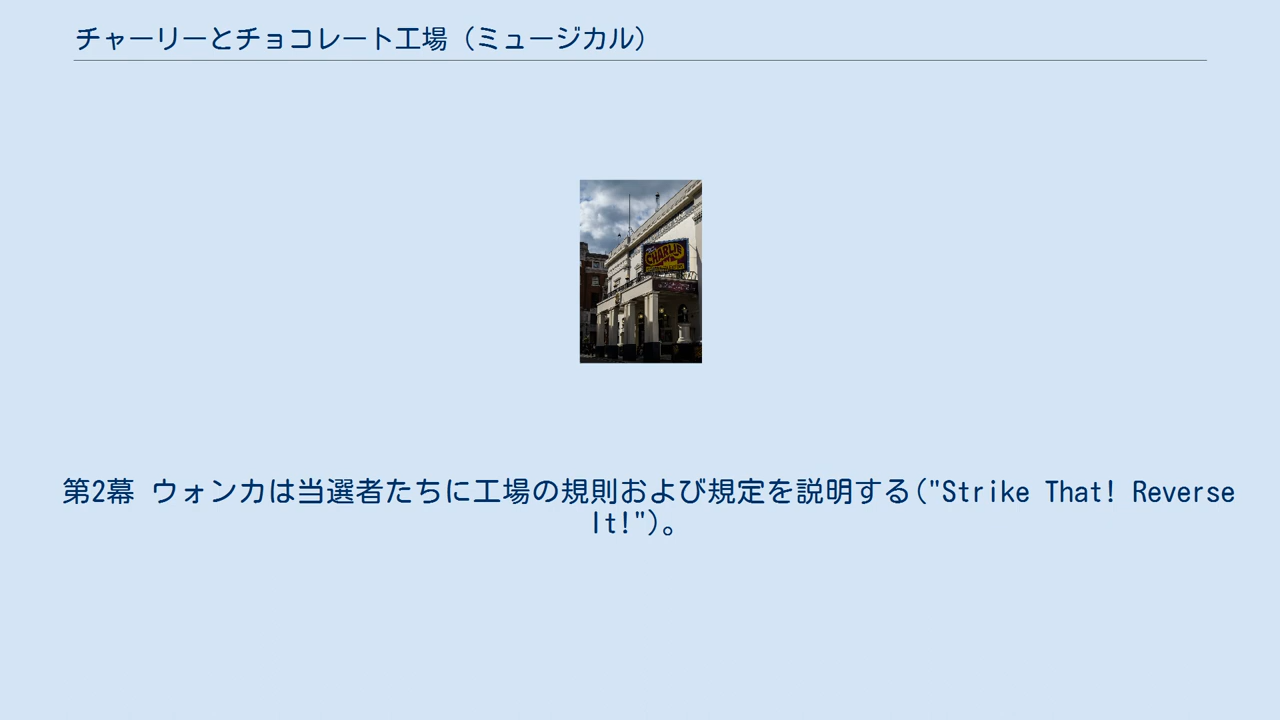 チャーリーとチョコレート工場（ミュージカル）
CHARLIE
第2幕 ウォンカは当選者たちに工場の規則および規定を説明する("Strike That! Reverse
It!")。